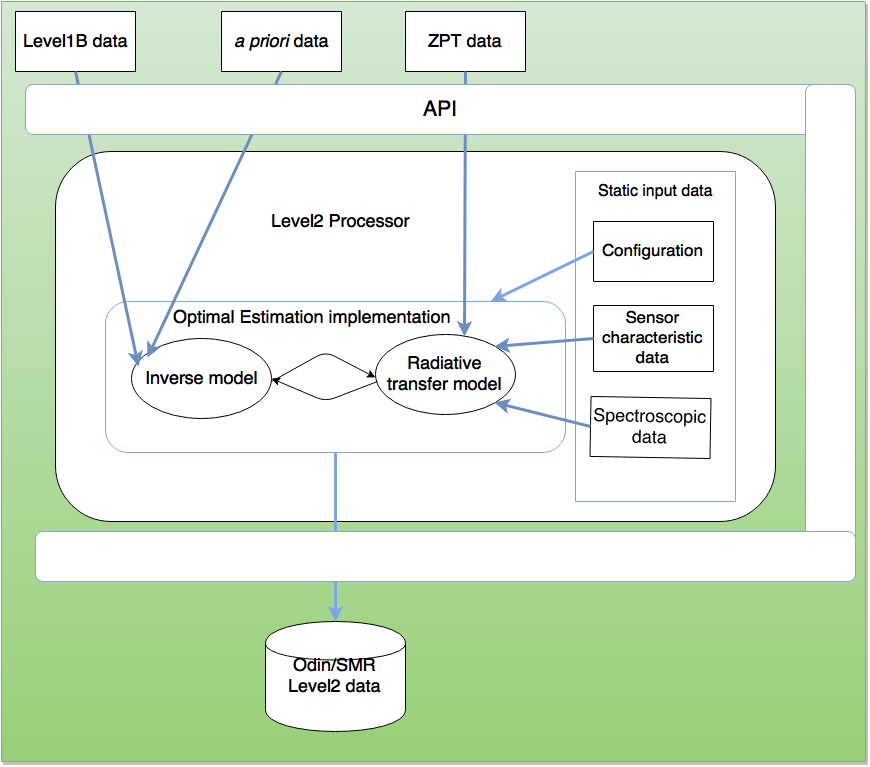 Level1B data
a priori data
ZPT data
API
Static input data
Level2 Processor
Configuration
Optimal Estimation implementation
Sensor
characteristic
data
Inverse model
Radiative
transfer model
Spectroscopic
data
Odin/SMR
Level2 data